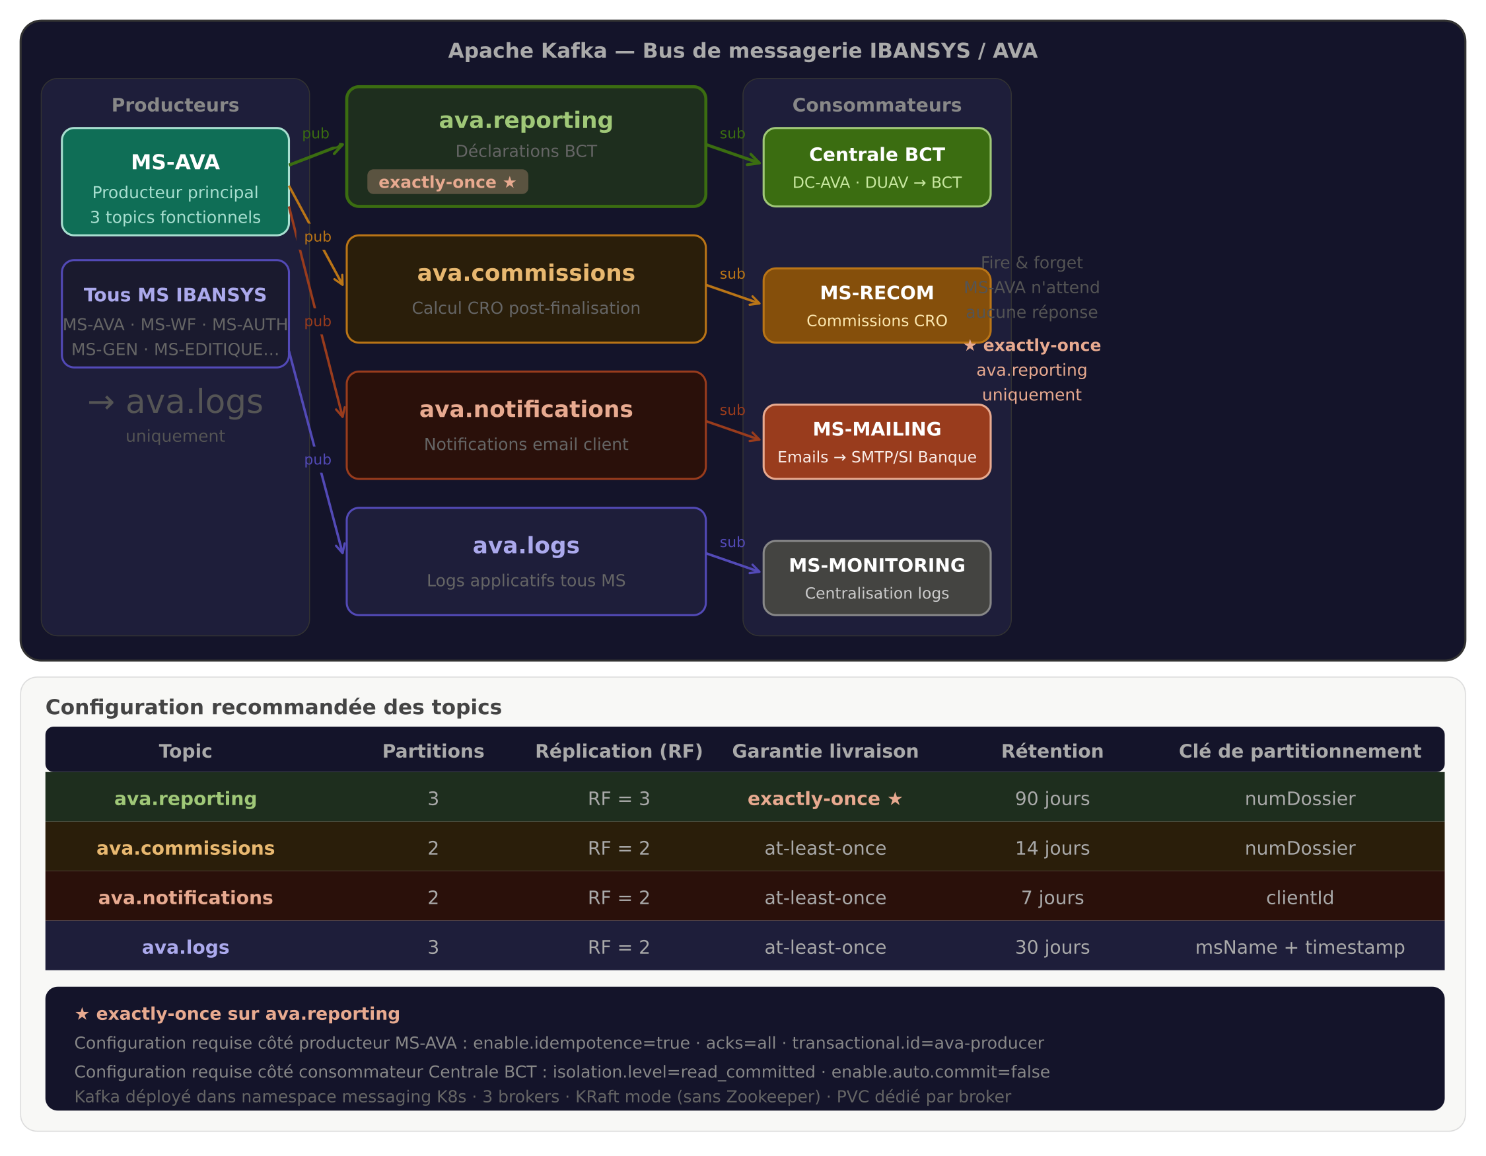 Apache Kafka — Bus de messagerie IBANSYS / AVA
Producteurs
MS-AVA
Producteur principal
3 topics fonctionnels
Tous MS IBANSYS
MS-AVA · MS-WF · MS-AUTH
MS-GEN · MS-EDITIQUE...
→ ava.logs
uniquement
pub
pub
pub
pub
ava.reporting
Déclarations BCT
exactly-once ★
ava.commissions
Calcul CRO post-finalisation
ava.notifications
Notifications email client
ava.logs
Logs applicatifs tous MS
sub
sub
sub
sub
Consommateurs
Centrale BCT
DC-AVA · DUAV → BCT
MS-RECOM
Commissions CRO
MS-MAILING
Emails → SMTP/SI Banque
MS-MONITORING
Centralisation logs
Fire & forget
MS-AVA n'attend
aucune réponse
★ exactly-once
ava.reporting
uniquement
Configuration recommandée des topics
Topic Partitions Réplication (RF) Garantie livraison Rétention Clé de partitionnement
ava.reporting 3 RF = 3 exactly-once ★ 90 jours numDossier
ava.commissions 2 RF = 2 at-least-once 14 jours numDossier
ava.notifications 2 RF = 2 at-least-once 7 jours clientId
ava.logs 3 RF = 2 at-least-once 30 jours msName + timestamp
★ exactly-once sur ava.reporting
Configuration requise côté producteur MS-AVA : enable.idempotence=true · acks=all · transactional.id=ava-producer
Configuration requise côté consommateur Centrale BCT : isolation.level=read_committed · enable.auto.commit=false
Kafka déployé dans namespace messaging K8s · 3 brokers · KRaft mode (sans Zookeeper) · PVC dédié par broker